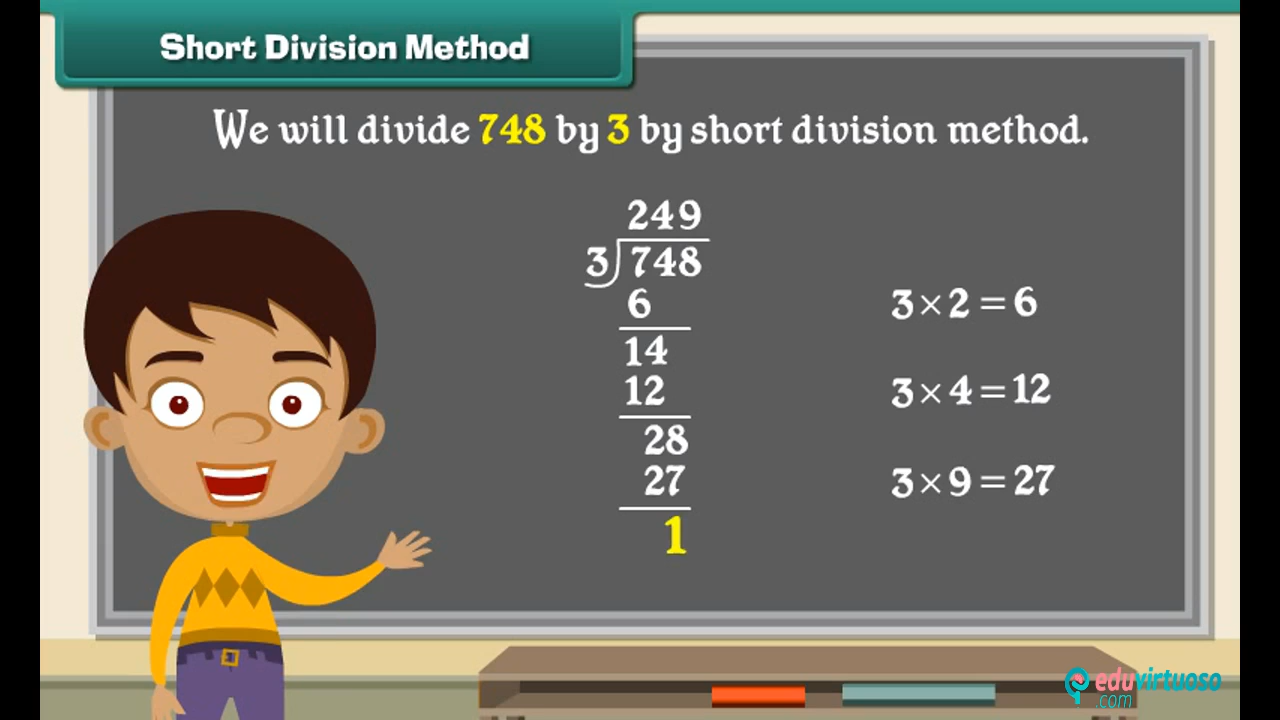 Short Division Method
We will divide 748 by 3 by short division method.
249
3)748
6
3×2=6
14
12
3×4=12
28
27
3×9=27
1
eduvirtuoso
.com